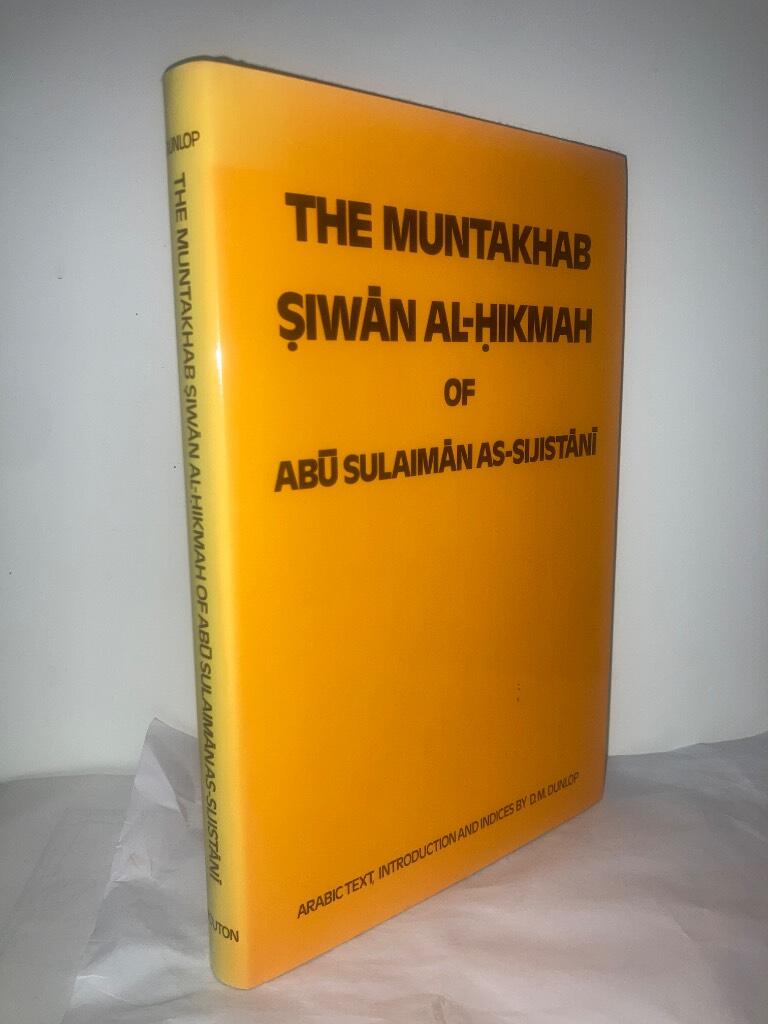 THE MUNTAKHAB
ṢIWĀN AL-ḤIKMAH
OF
ABŪ SULAIMĀN AS-SIJISTĀNĪ
ARABIC TEXT, INTRODUCTION AND INDICES BY D. M. DUNLOP
DUNLOP
THE MUNTAKHAB ṢIWĀN AL-ḤIKMAH OF ABŪ SULAIMĀN AS-SIJISTĀNĪ